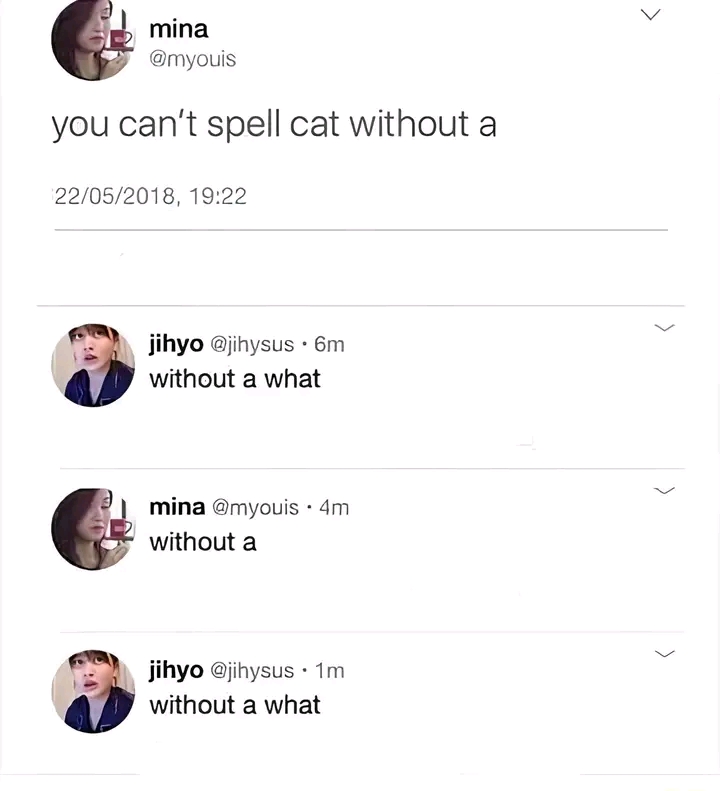 mina
@myouis
you can't spell cat without a
22/05/2018, 19:22
jihyo @jihysus · 6m
without a what
mina @myouis · 4m
without a
jihyo @jihysus · 1m
without a what